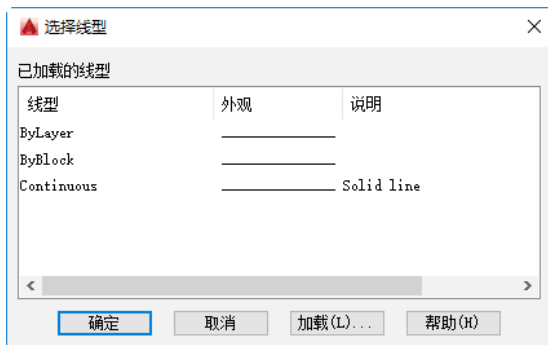 选择线型
已加载的线型
线型 外观 说明
ByLayer
ByBlock
Continuous Solid line
确定 取消 加载(L)... 帮助(H)